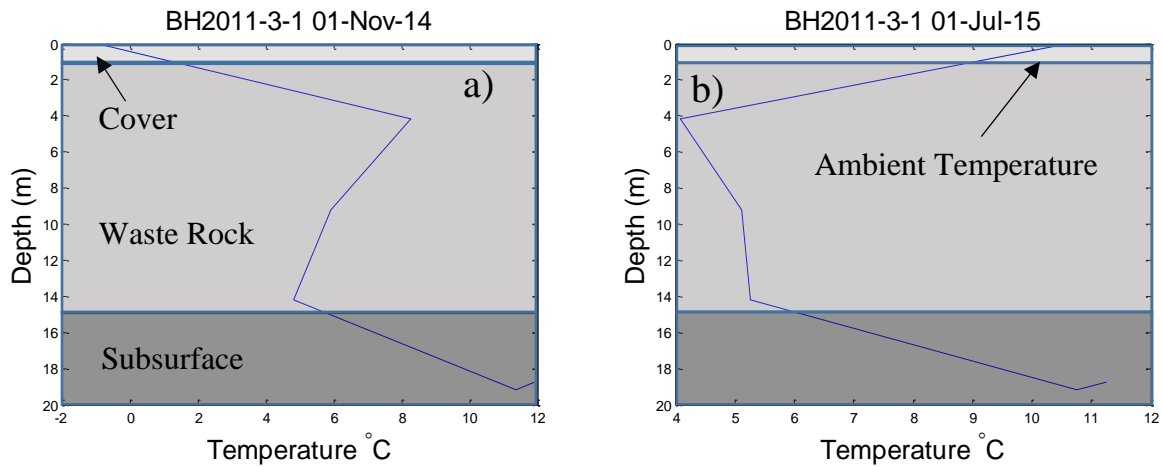 BH2011-3-1 01-Nov-14
0
2
4
6
8
10
12
14
16
18
20
Depth (m)
a)
Cover
Waste Rock
Subsurface
-2 0 2 4 6 8 10 12
Temperature °C
BH2011-3-1 01-Jul-15
0
2
4
6
8
10
12
14
16
18
20
Depth (m)
b)
Ambient Temperature
4 5 6 7 8 9 10 11 12
Temperature °C